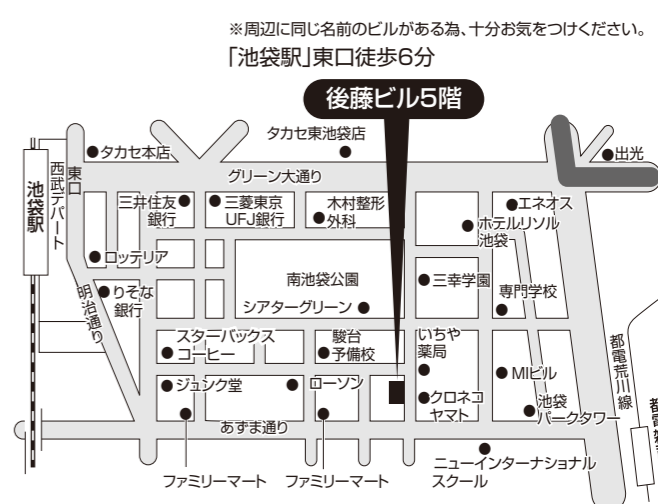 ※周辺に同じ名前のビルがある為、十分お気をつけください。
「池袋駅」東口徒歩6分
後藤ビル5階
タカセ東池袋店
タカセ本店
出光
東口
西武デパート
池袋駅
グリーン大通り
三井住友
銀行
三菱東京
UFJ銀行
木村整形
外科
エネオス
ホテルリソル
池袋
ロッテリア
南池袋公園
三幸学園
専門学校
りそな
銀行
明治通り
シアターグリーン
スターバックス
コーヒー
駿台
予備校
いちや
薬局
都電荒川線
MIビル
ジュンク堂
ローソン
クロネコ
ヤマト
池袋
パークタワー
あずま通り
ニューインターナショナル
スクール
ファミリーマート
ファミリーマート